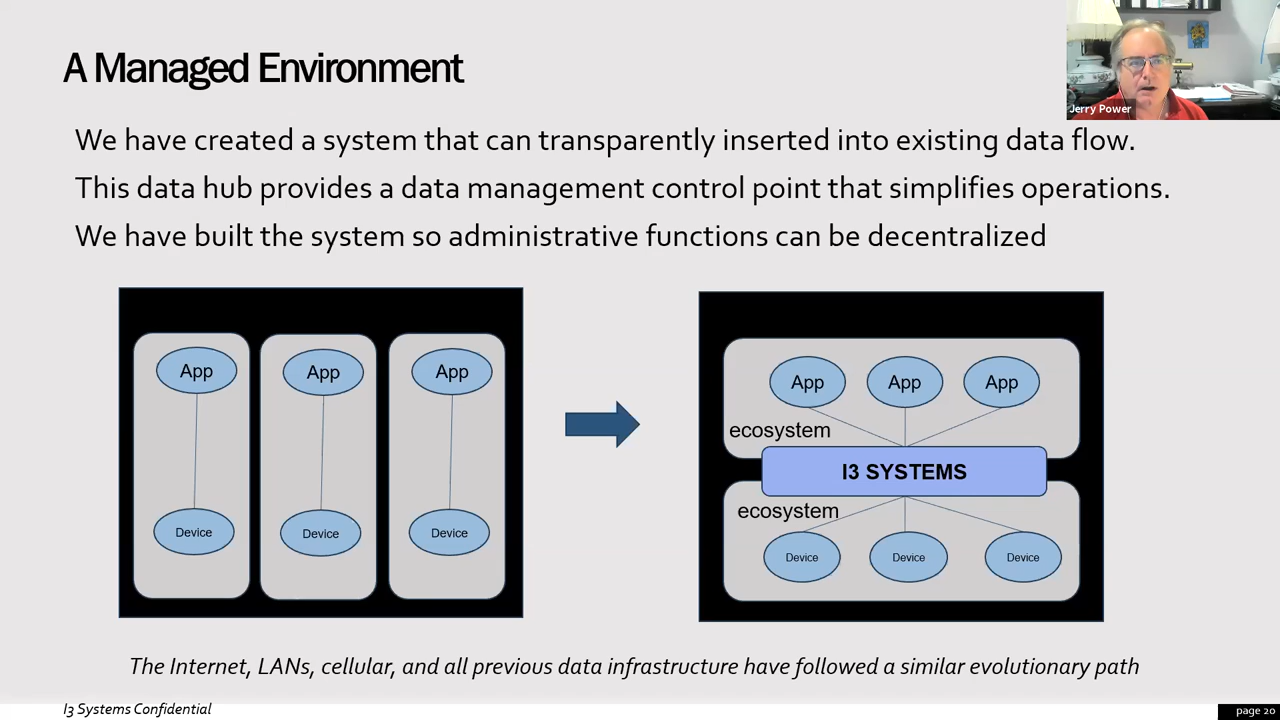 A Managed Environment
Jerry Power
We have created a system that can transparently inserted into existing data flow.
This data hub provides a data management control point that simplifies operations.
We have built the system so administrative functions can be decentralized
App
App
App
Device
Device
Device
App
App
App
ecosystem
I3 SYSTEMS
ecosystem
Device
Device
Device
The Internet, LANs, cellular, and all previous data infrastructure have followed a similar evolutionary path
I3 Systems Confidential
page 20